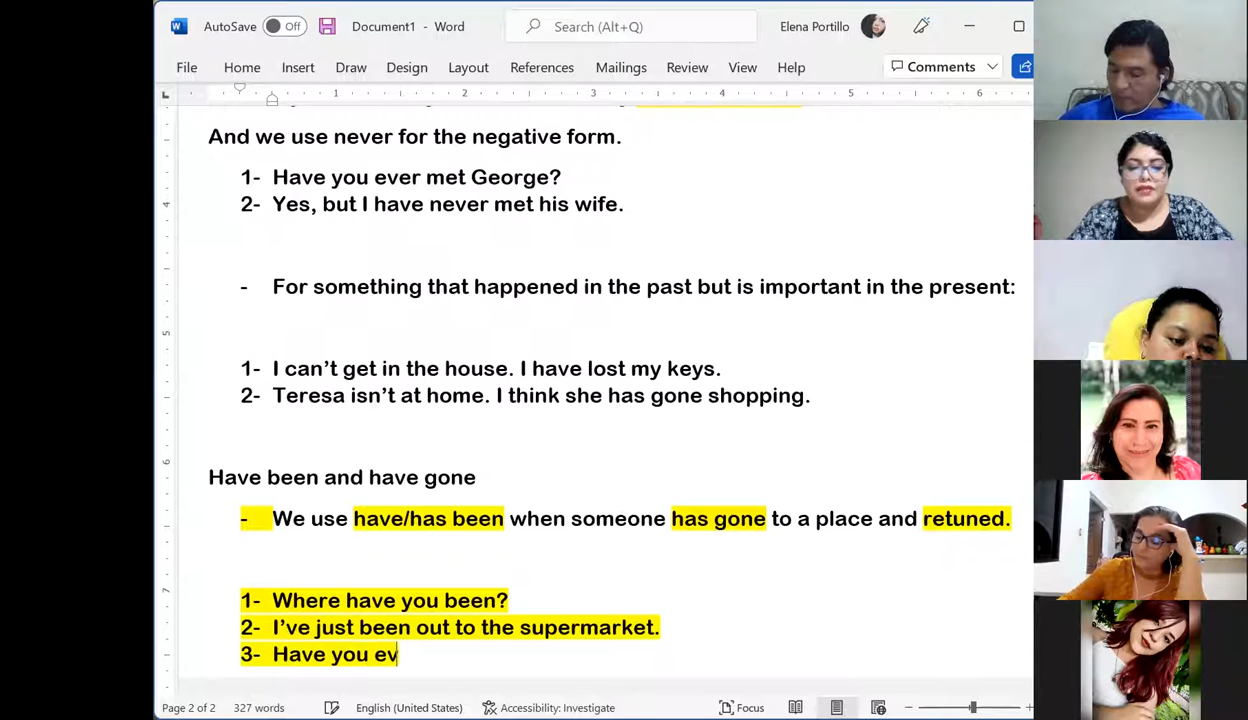 AutoSave Off Document1 - Word Search (Alt+Q) Elena Portillo
File Home Insert Draw Design Layout References Mailings Review View Help Comments
1 2 3 4 5 6
And we use never for the negative form.
1- Have you ever met George?
2- Yes, but I have never met his wife.
- For something that happened in the past but is important in the present:
1- I can't get in the house. I have lost my keys.
2- Teresa isn't at home. I think she has gone shopping.
Have been and have gone
- We use have/has been when someone has gone to a place and retuned.
1- Where have you been?
2- I've just been out to the supermarket.
3- Have you ev
Page 2 of 2 327 words English (United States) Accessibility: Investigate Focus